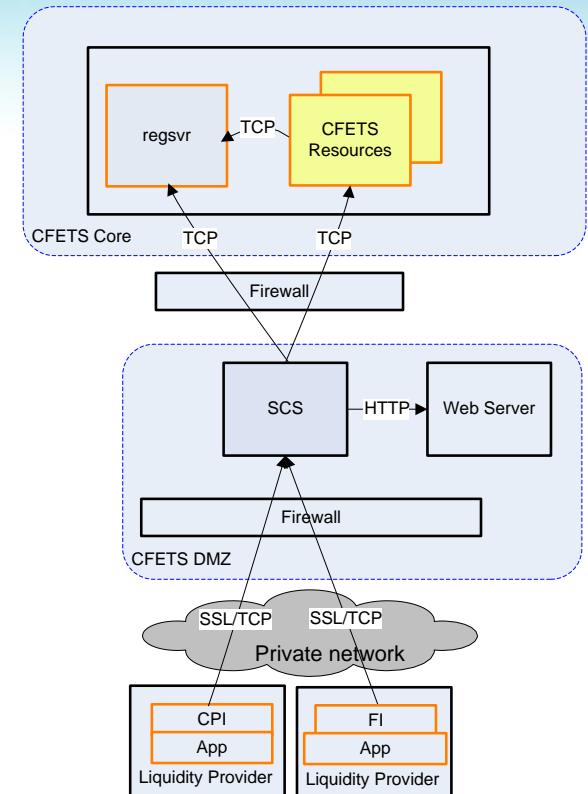 regsvr
TCP
CFETS
Resources
CFETS Core
TCP
TCP
Firewall
SCS
HTTP
Web Server
Firewall
CFETS DMZ
SSL/TCP
SSL/TCP
Private network
CPI
App
Liquidity Provider
FI
App
Liquidity Provider